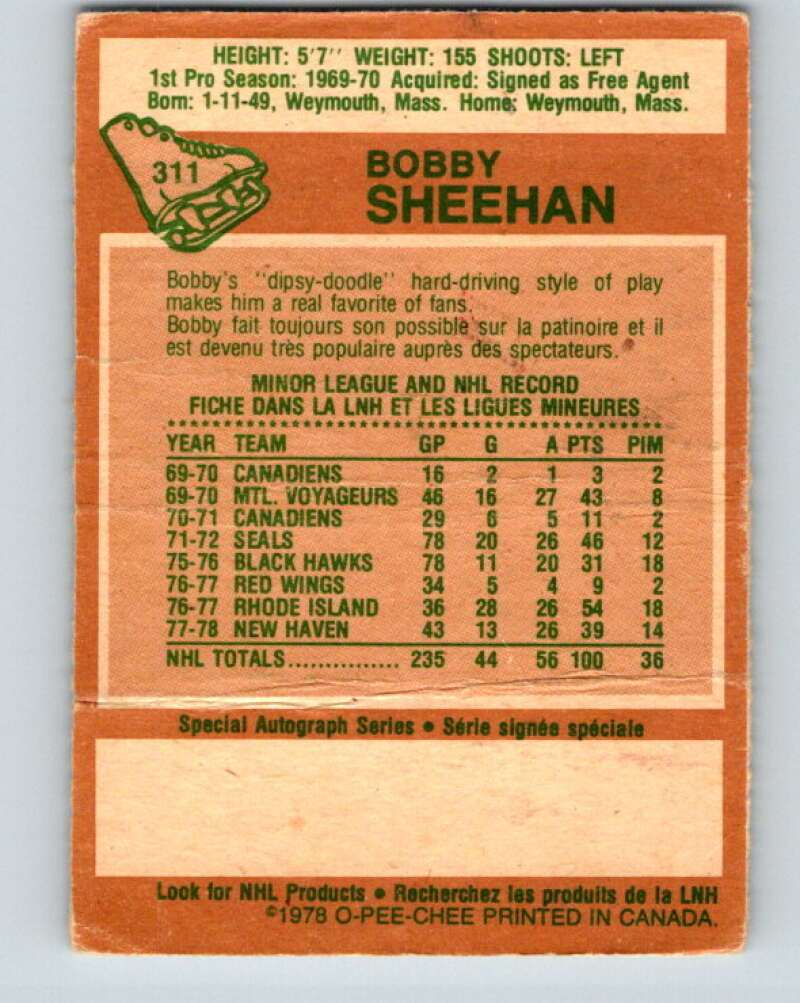 HEIGHT: 5'7'' WEIGHT: 155 SHOOTS: LEFT
1st Pro Season: 1969-70 Acquired: Signed as Free Agent
Born: 1-11-49, Weymouth, Mass. Home: Weymouth, Mass.
311
BOBBY
SHEEHAN
Bobby's "dipsy-doodle" hard-driving style of play
makes him a real favorite of fans.
Bobby fait toujours son possible sur la patinoire et il
est devenu très populaire auprès des spectateurs.
MINOR LEAGUE AND NHL RECORD
FICHE DANS LA LNH ET LES LIGUES MINEURES
YEAR TEAM GP G A PTS PIM
69-70 CANADIENS 16 2 1 3 2
69-70 MTL. VOYAGEURS 46 16 27 43 8
70-71 CANADIENS 29 6 5 11 2
71-72 SEALS 78 20 26 46 12
75-76 BLACK HAWKS 78 11 20 31 18
76-77 RED WINGS 34 5 4 9 2
76-77 RHODE ISLAND 36 28 26 54 18
77-78 NEW HAVEN 43 13 26 39 14
NHL TOTALS............... 235 44 56 100 36
Special Autograph Series • Série signée spéciale
Look for NHL Products • Recherchez les produits de la LNH
©1978 O-PEE-CHEE PRINTED IN CANADA.